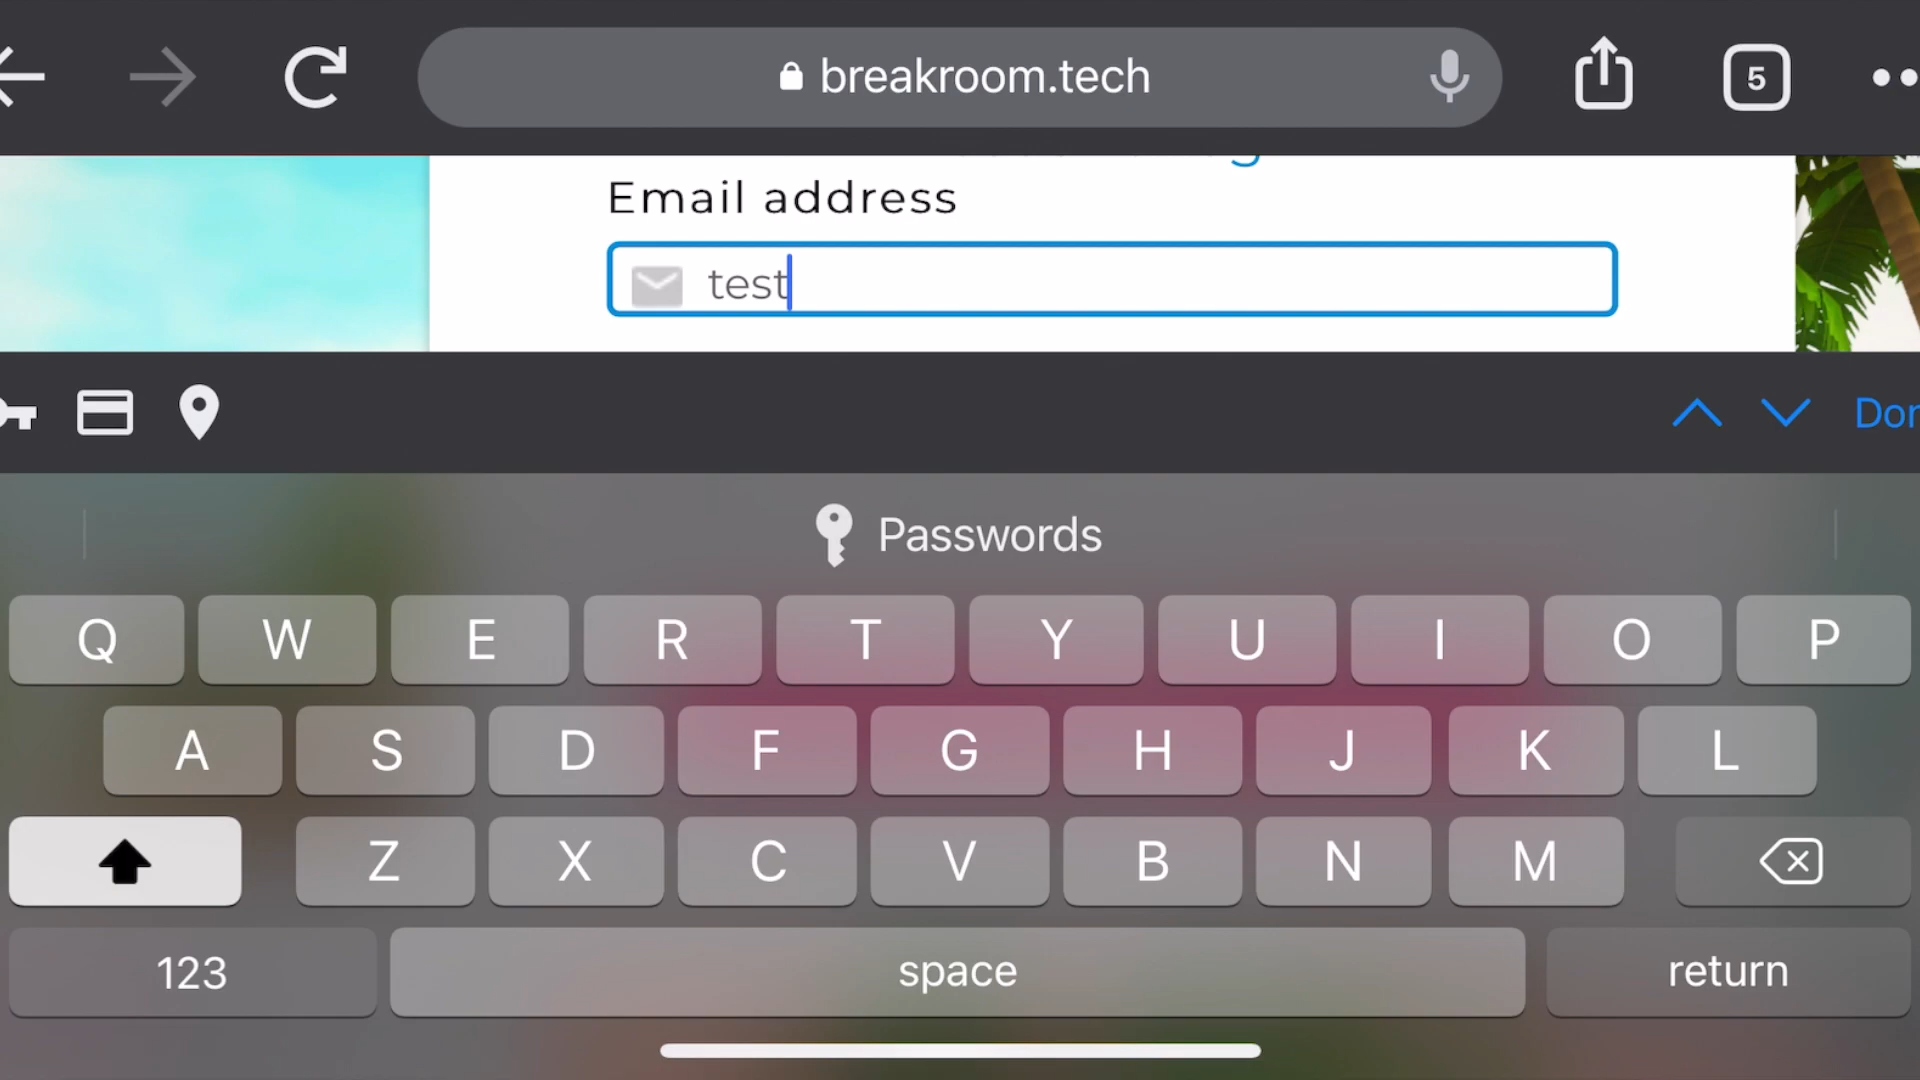 breakroom.tech
5
Email address
test
Passwords
Q W E R T Y U I O P
A S D F G H J K L
Z X C V B N M
123 space return